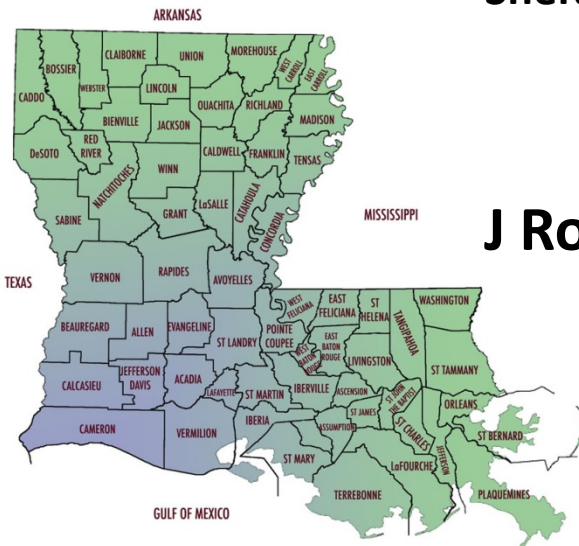 ARKANSAS
CLAIBORNE
UNION
MOREHOUSE
WEST CARROLL
EAST CARROLL
BOSSIER
WEBSTER
CADDO
LINCOLN
OUACHITA
RICHLAND
MADISON
BIENVILLE
JACKSON
DeSOTO
RED RIVER
CALDWELL
FRANKLIN
TENSAS
NATCHITOCHES
WINN
SABINE
GRANT
LaSALLE
CATAHOULA
CONCORDIA
MISSISSIPPI
J Ro
TEXAS
VERNON
RAPIDES
AVOYELLES
WEST FELICIANA
EAST FELICIANA
ST HELENA
TANGIPAHOA
WASHINGTON
BEAUREGARD
ALLEN
EVANGELINE
ST LANDRY
POINTE COUPEE
WEST BATON ROUGE
EAST BATON ROUGE
LIVINGSTON
ST TAMMANY
CALCASIEU
JEFFERSON DAVIS
ACADIA
LAFAYETTE
ST MARTIN
IBERVILLE
ASCENSION
ST JOHN THE BAPTIST
ORLEANS
CAMERON
VERMILION
IBERIA
ASSUMPTION
ST JAMES
ST CHARLES
JEFFERSON
ST BERNARD
ST MARY
LaFOURCHE
TERREBONNE
PLAQUEMINES
GULF OF MEXICO